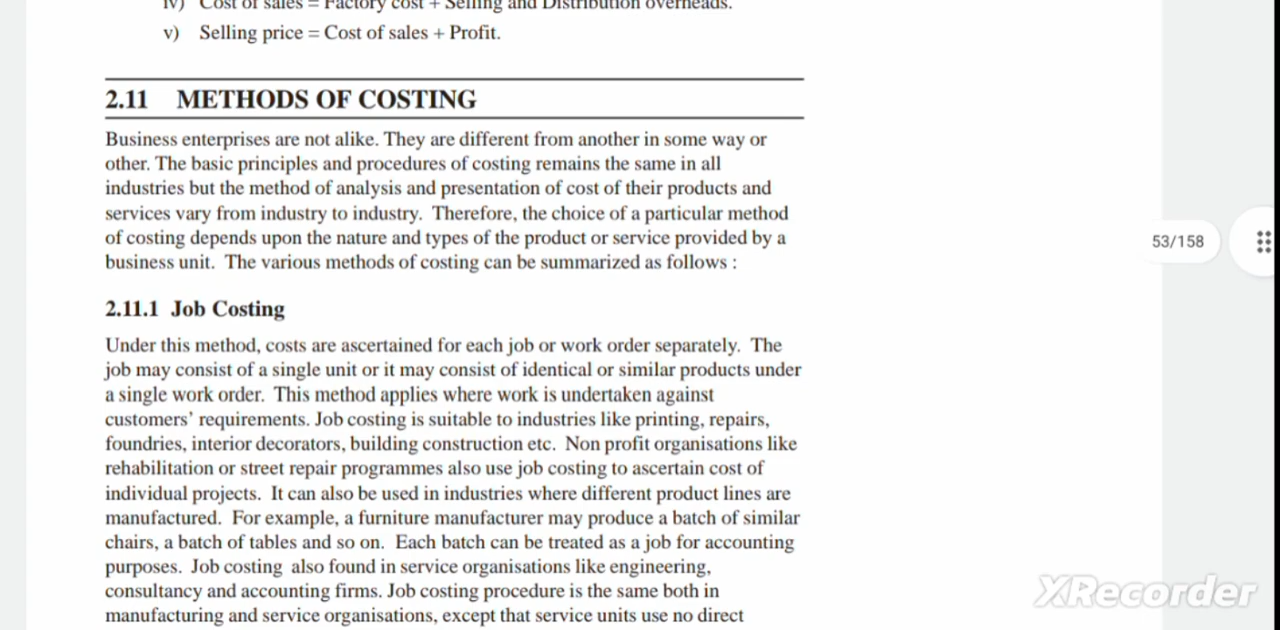 iv) Cost of sales = Factory cost + Selling and Distribution overheads.
v) Selling price = Cost of sales + Profit.
2.11 METHODS OF COSTING
Business enterprises are not alike. They are different from another in some way or
other. The basic principles and procedures of costing remains the same in all
industries but the method of analysis and presentation of cost of their products and
services vary from industry to industry. Therefore, the choice of a particular method
of costing depends upon the nature and types of the product or service provided by a
business unit. The various methods of costing can be summarized as follows :
53/158
2.11.1 Job Costing
Under this method, costs are ascertained for each job or work order separately. The
job may consist of a single unit or it may consist of identical or similar products under
a single work order. This method applies where work is undertaken against
customers' requirements. Job costing is suitable to industries like printing, repairs,
foundries, interior decorators, building construction etc. Non profit organisations like
rehabilitation or street repair programmes also use job costing to ascertain cost of
individual projects. It can also be used in industries where different product lines are
manufactured. For example, a furniture manufacturer may produce a batch of similar
chairs, a batch of tables and so on. Each batch can be treated as a job for accounting
purposes. Job costing also found in service organisations like engineering,
consultancy and accounting firms. Job costing procedure is the same both in
manufacturing and service organisations, except that service units use no direct
XRecorder